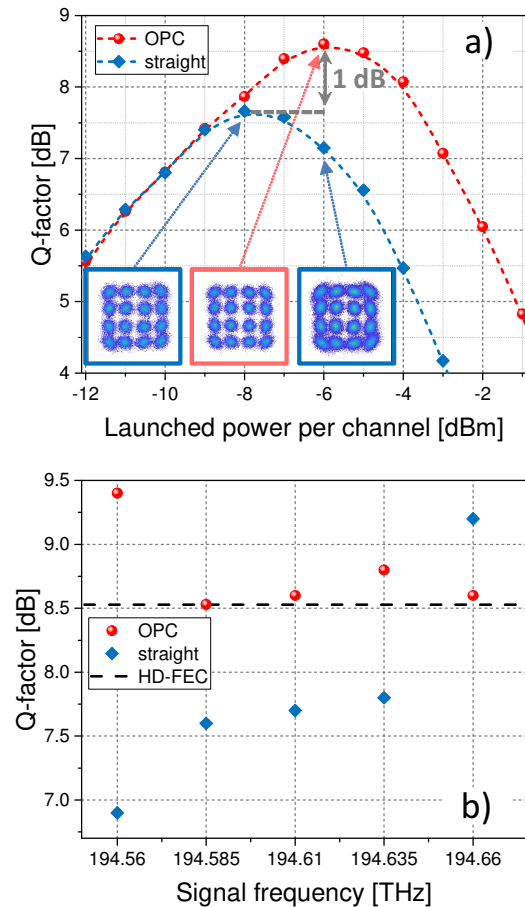 a)
OPC
straight
1 dB
9
8
7
6
5
4
Q-factor [dB]
-12 -10 -8 -6 -4 -2
Launched power per channel [dBm]
9.5
9.0
8.5
8.0
7.5
7.0
Q-factor [dB]
OPC
straight
HD-FEC
b)
194.56 194.585 194.61 194.635 194.66
Signal frequency [THz]